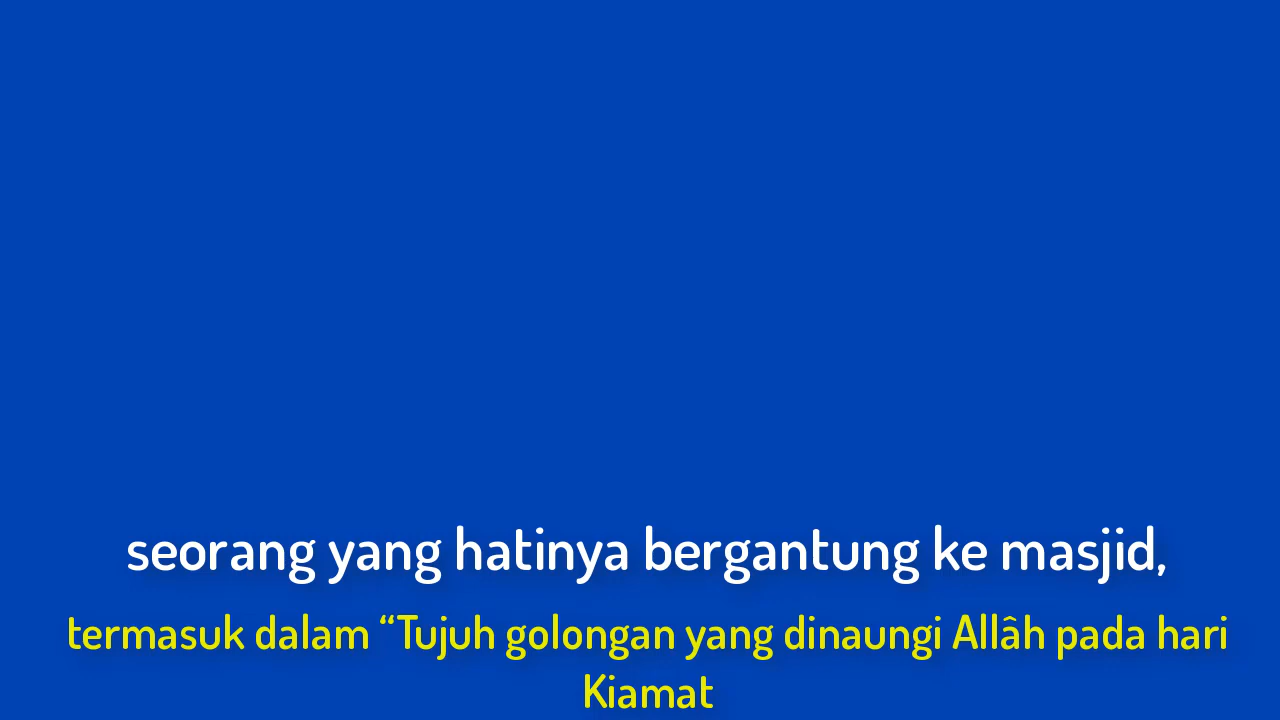 seorang yang hatinya bergantung ke masjid,
termasuk dalam “Tujuh golongan yang dinaungi Allâh pada hari
Kiamat